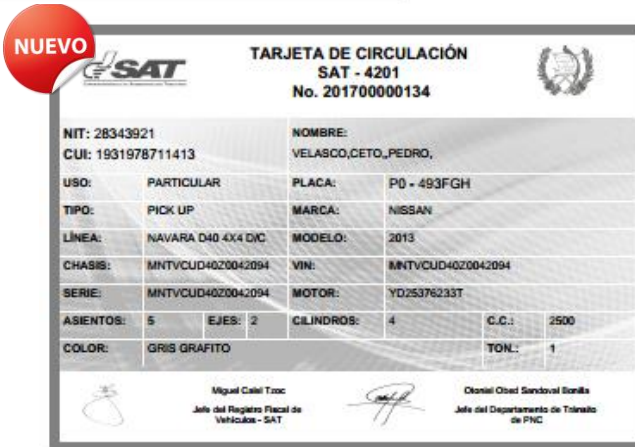 NUEVO
SAT
TARJETA DE CIRCULACIÓN
SAT - 4201
No. 201700000134
NIT: 28343921
CUI: 1931978711413
NOMBRE:
VELASCO,CETO,,PEDRO,
USO: PARTICULAR PLACA: P0 - 493FGH
TIPO: PICK UP MARCA: NISSAN
LÍNEA: NAVARA D40 4X4 D/C MODELO: 2013
CHASIS: MNTVCUD40Z0042094 VIN: MNTVCUD40Z0042094
SERIE: MNTVCUD40Z0042094 MOTOR: YD25376233T
ASIENTOS: 5 EJES: 2 CILINDROS: 4 C.C.: 2500
COLOR: GRIS GRAFITO TON.: 1
Miguel Calel Tzoc
Jefe del Registro Fiscal de
Vehículos - SAT
Otoniel Obed Sandoval Bonilla
Jefe del Departamento de Tránsito
de PNC